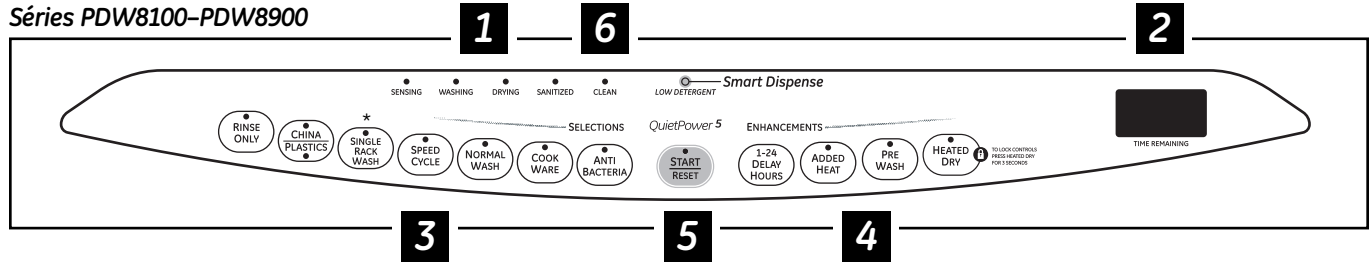 Séries PDW8100–PDW8900
1
6
2
SENSING
WASHING
DRYING
SANITIZED
CLEAN
LOW DETERGENT
Smart Dispense
RINSE
ONLY
CHINA
PLASTICS
*
SINGLE
RACK
WASH
SPEED
CYCLE
NORMAL
WASH
COOK
WARE
ANTI
BACTERIA
SELECTIONS
QuietPower 5
START
RESET
ENHANCEMENTS
1-24
DELAY
HOURS
ADDED
HEAT
PRE
WASH
HEATED
DRY
TO LOCK CONTROLS
PRESS HEATED DRY
FOR 3 SECONDS
TIME REMAINING
3
5
4